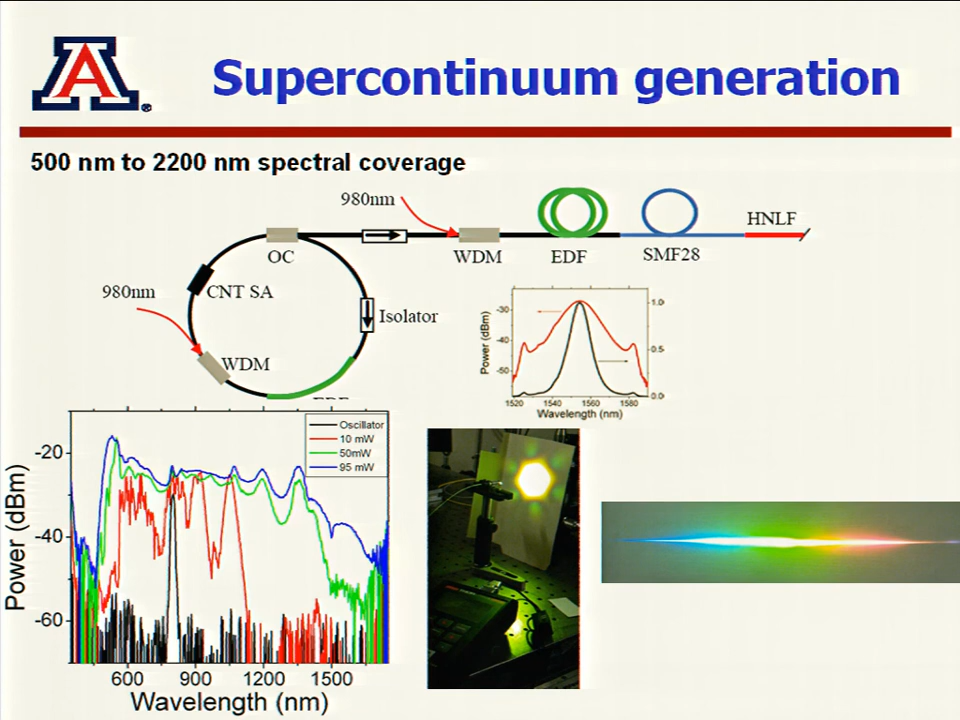 A
®
Supercontinuum generation
500 nm to 2200 nm spectral coverage
980nm
HNLF
OC
WDM
EDF
SMF28
980nm
CNT SA
Isolator
WDM
Power (dBm)
-30
-40
-50
1.0
0.5
0.0
1520 1540 1560 1580
Wavelength (nm)
Power (dBm)
-20
-40
-60
Oscillator
10 mW
50mW
95 mW
600 900 1200 1500
Wavelength (nm)